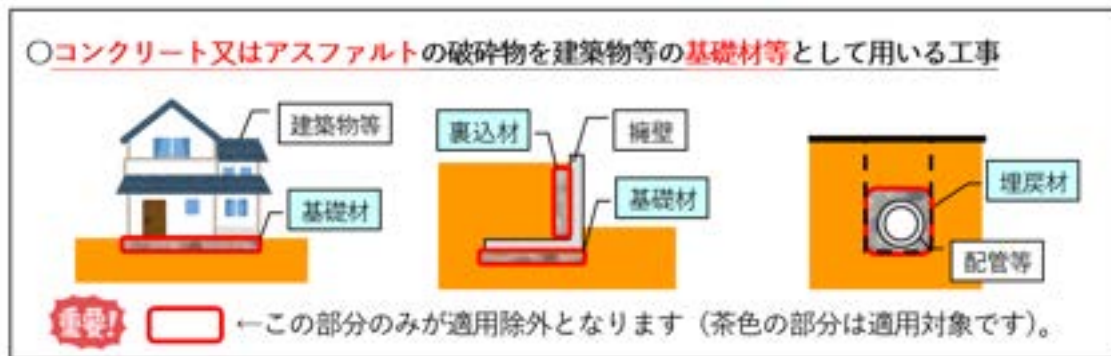 ○コンクリート又はアスファルトの破砕物を建築物等の基礎材等として用いる工事
建築物等
基礎材
裏込材
擁壁
基礎材
埋戻材
配管等
重要!
←この部分のみが適用除外となります（茶色の部分は適用対象です）。